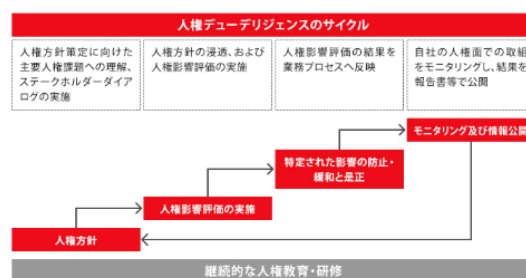 人権デューデリジェンスのサイクル
人権方針策定に向けた
主要人権課題への理解、
ステークホルダーダイア
ログの実施
人権方針の浸透、および
人権影響評価の実施
人権影響評価の結果を
業務プロセスへ反映
自社の人権面での取組
をモニタリングし、結果を
報告書等で公開
モニタリング及び情報公開
特定された影響の防止・
緩和と是正
人権影響評価の実施
人権方針
継続的な人権教育・研修